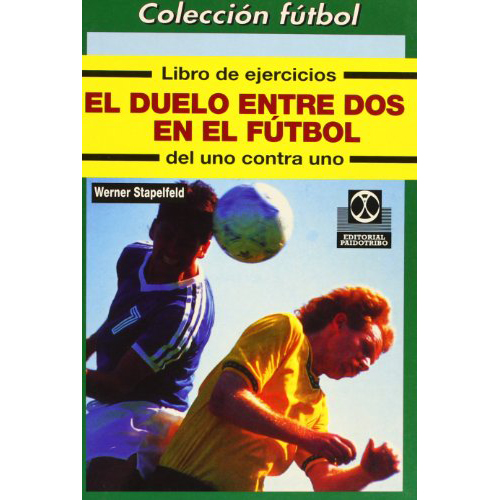 Colección fútbol
Libro de ejercicios
EL DUELO ENTRE DOS
EN EL FÚTBOL
del uno contra uno
Werner Stapelfeld
EDITORIAL
PAIDOTRIBO
7